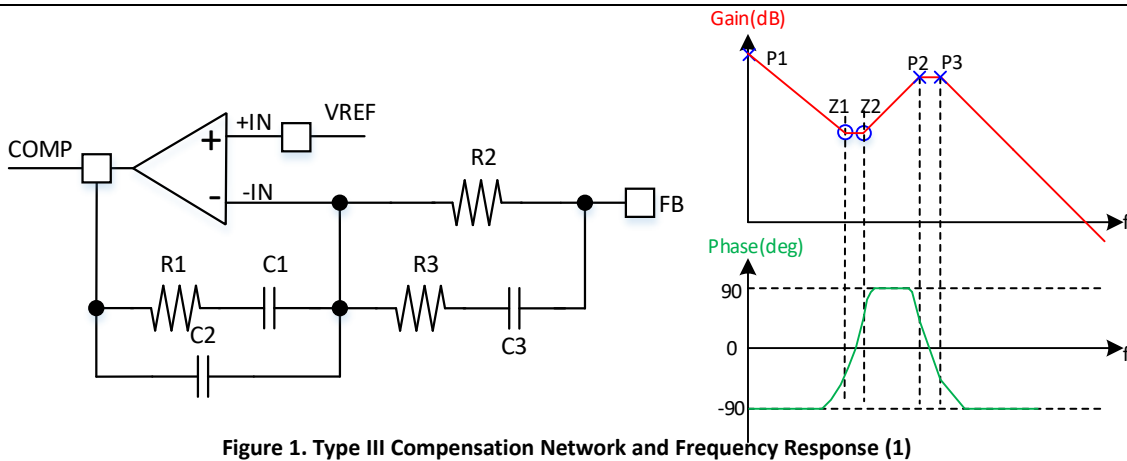 Gain(dB)
P1
P2 P3
Z1 Z2
f
COMP
+IN
VREF
+
-
-IN
R2
FB
R1
C1
R3
C2
C3
Phase(deg)
90
0
f
-90
Figure 1. Type III Compensation Network and Frequency Response (1)